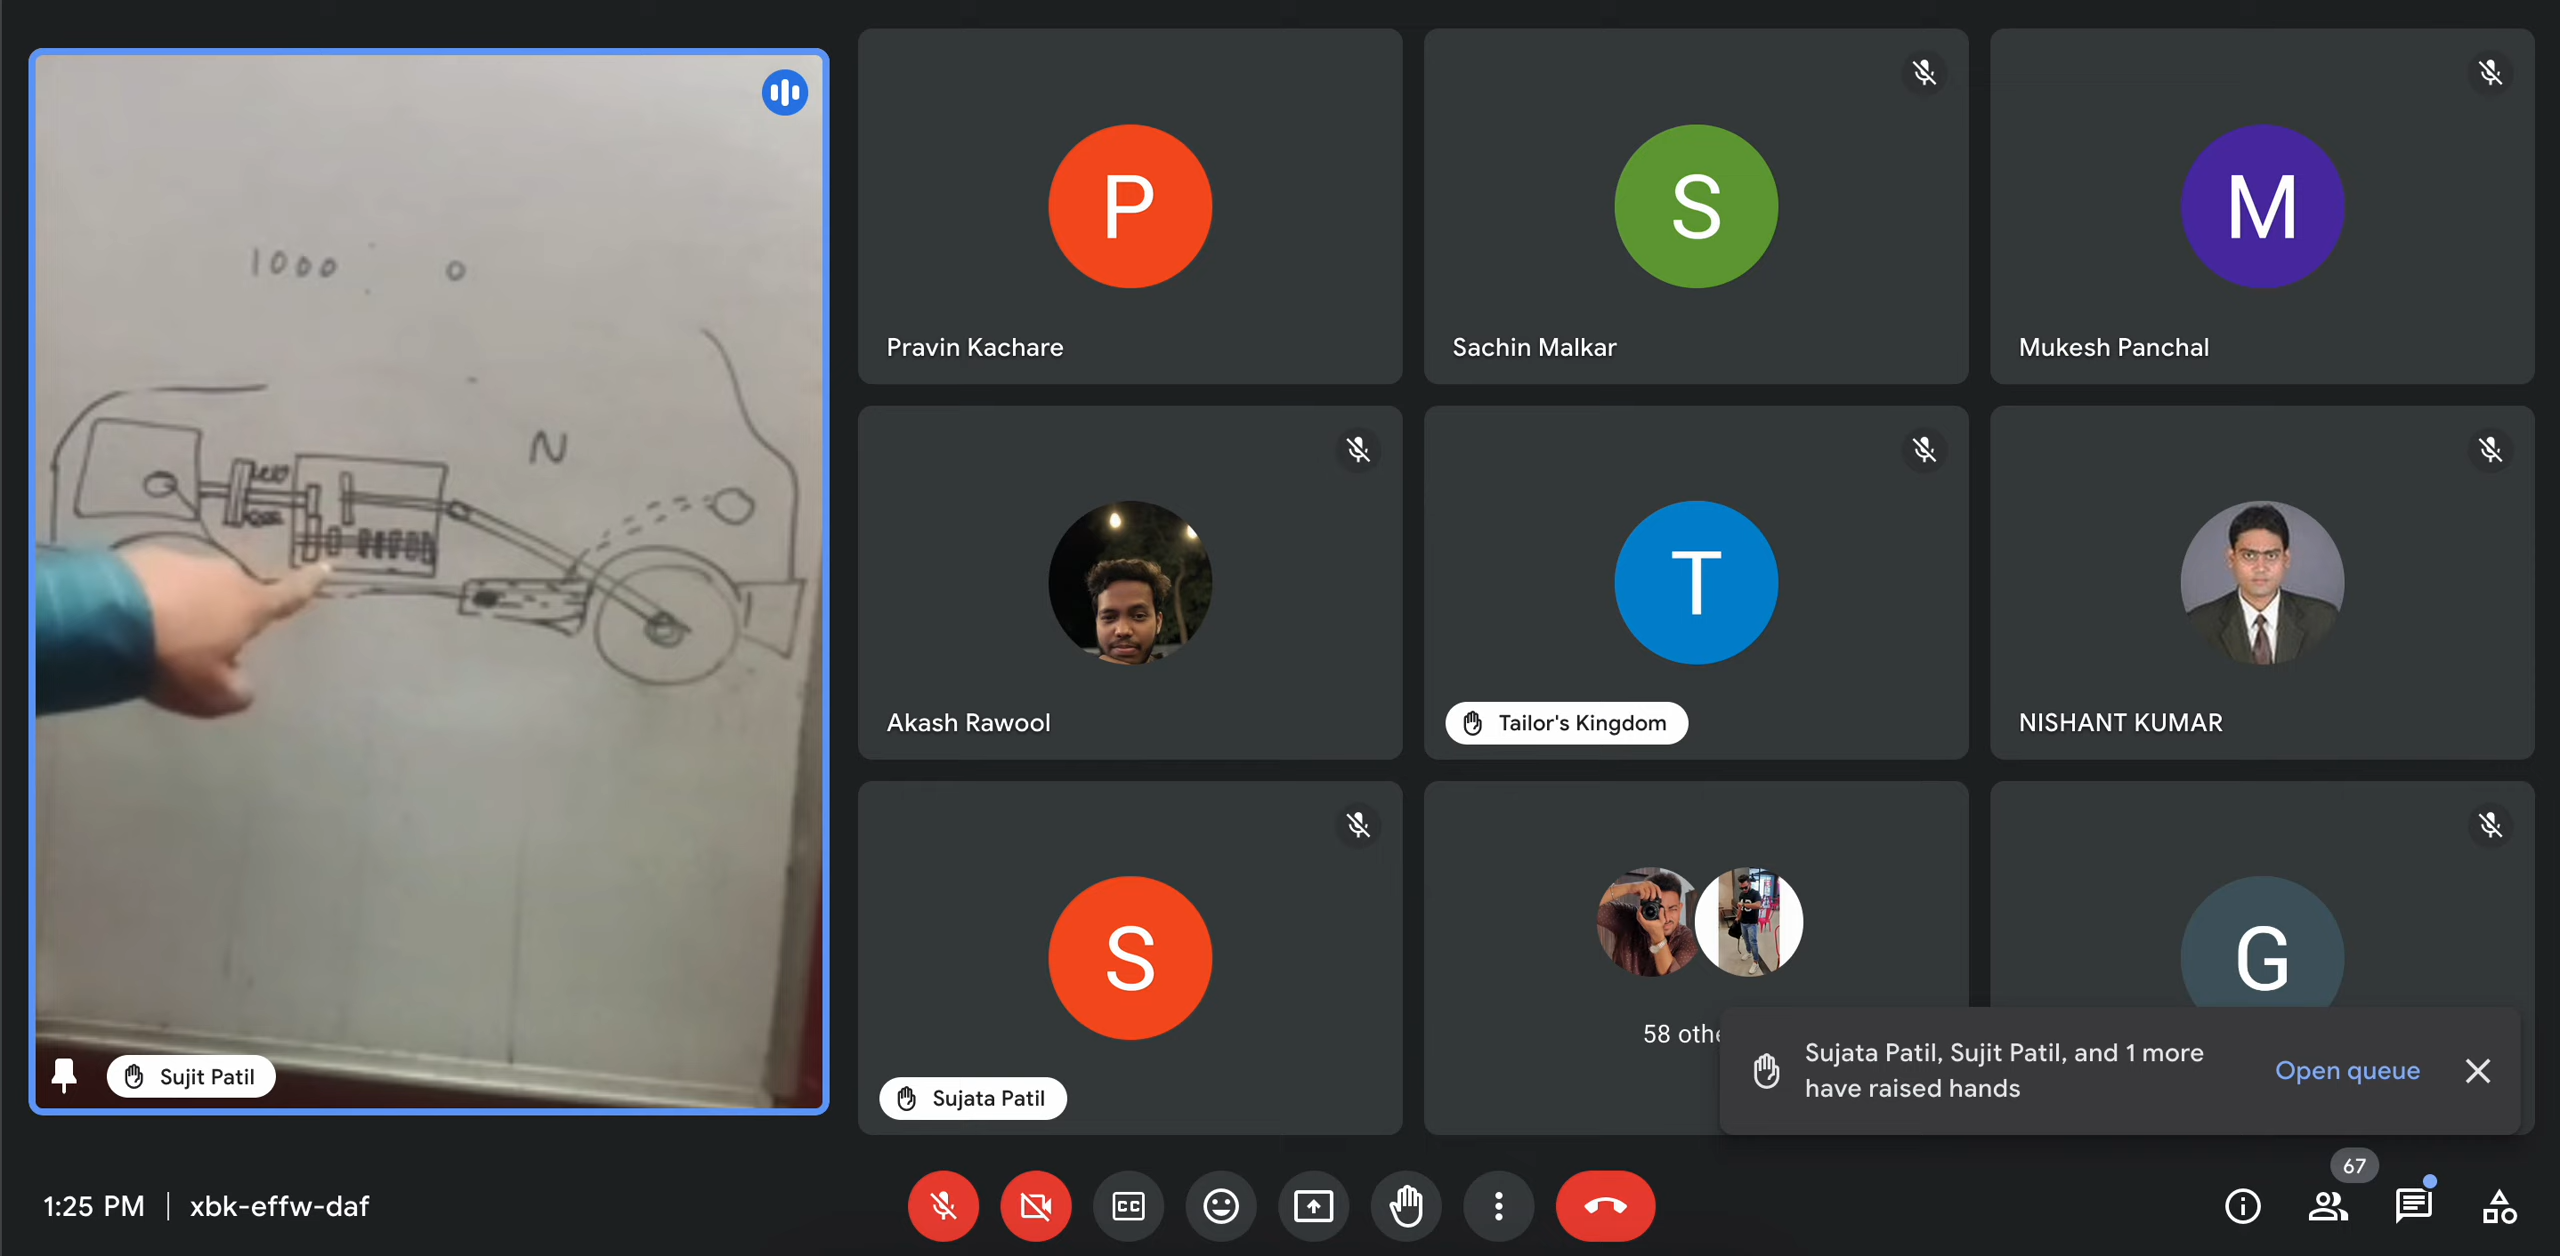 1000 0
N
Sujit Patil
P
Pravin Kachare
S
Sachin Malkar
M
Mukesh Panchal
Akash Rawool
T
Tailor's Kingdom
NISHANT KUMAR
S
Sujata Patil
58 othe
G
Sujata Patil, Sujit Patil, and 1 more
have raised hands
Open queue
1:25 PM | xbk-effw-daf
CC
67